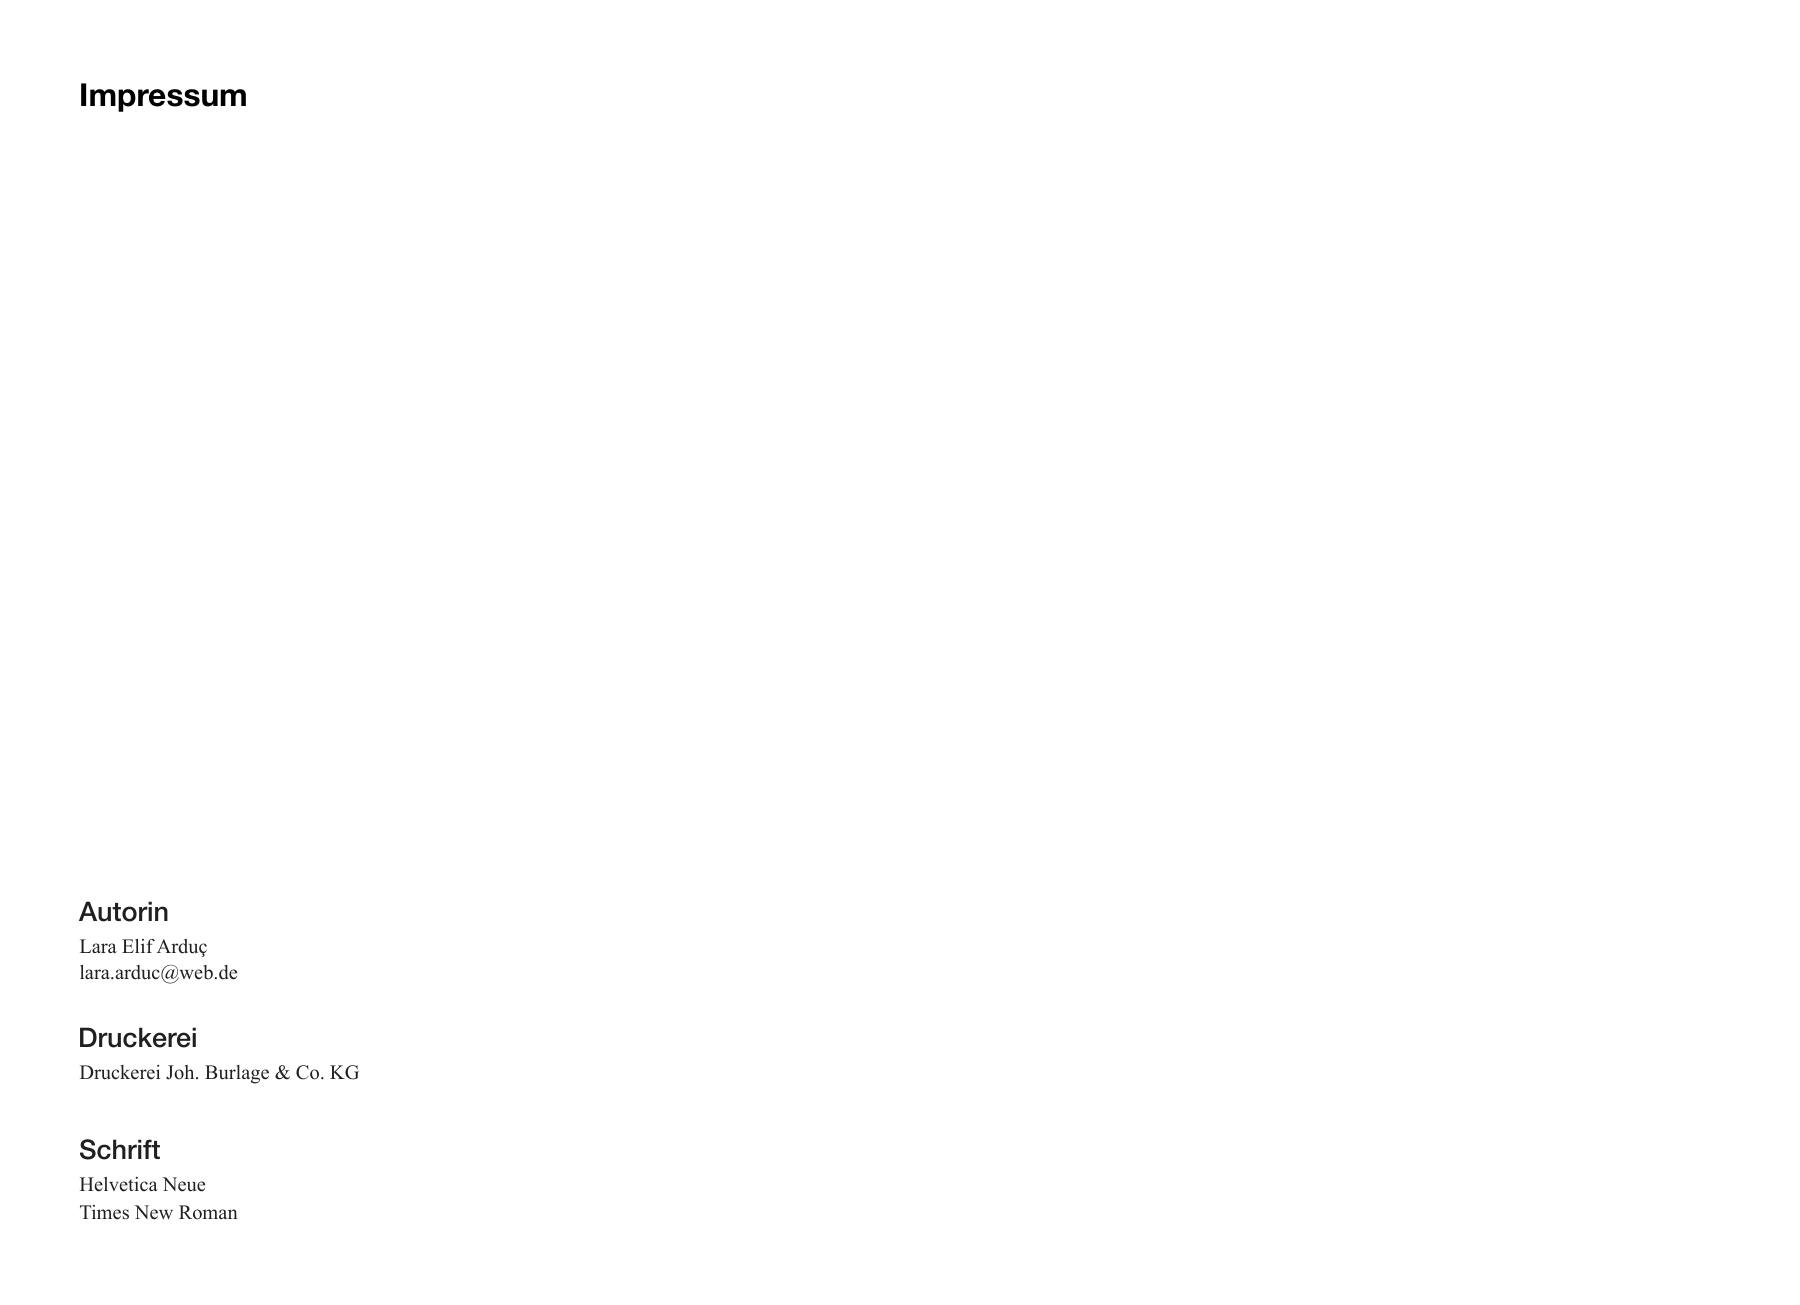 Impressum
Autorin
Lara Elif Arduç
lara.arduc@web.de
Druckerei
Druckerei Joh. Burlage & Co. KG
Schrift
Helvetica Neue
Times New Roman